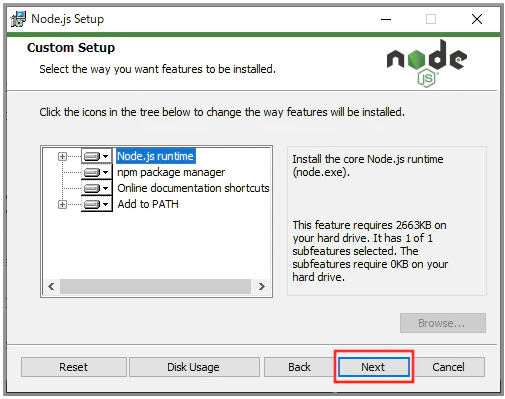 Node.js Setup
Custom Setup
Select the way you want features to be installed.
node
JS
Click the icons in the tree below to change the way features will be installed.
Node.js runtime
npm package manager
Online documentation shortcuts
Add to PATH
Install the core Node.js runtime
(node.exe).
This feature requires 2663KB on
your hard drive. It has 1 of 1
subfeatures selected. The
subfeatures require 0KB on your
hard drive.
Browse...
Reset
Disk Usage
Back
Next
Cancel